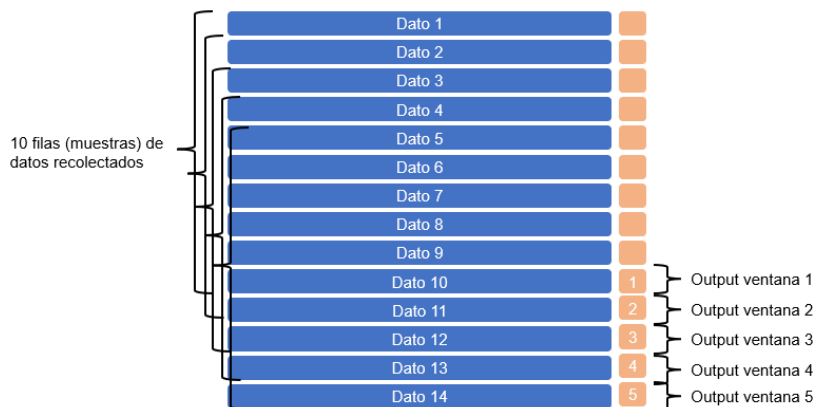 Dato 1
Dato 2
Dato 3
Dato 4
Dato 5
10 filas (muestras) de
datos recolectados
Dato 6
Dato 7
Dato 8
Dato 9
Dato 10 1 Output ventana 1
Dato 11 2 Output ventana 2
Dato 12 3 Output ventana 3
Dato 13 4 Output ventana 4
Dato 14 5 Output ventana 5